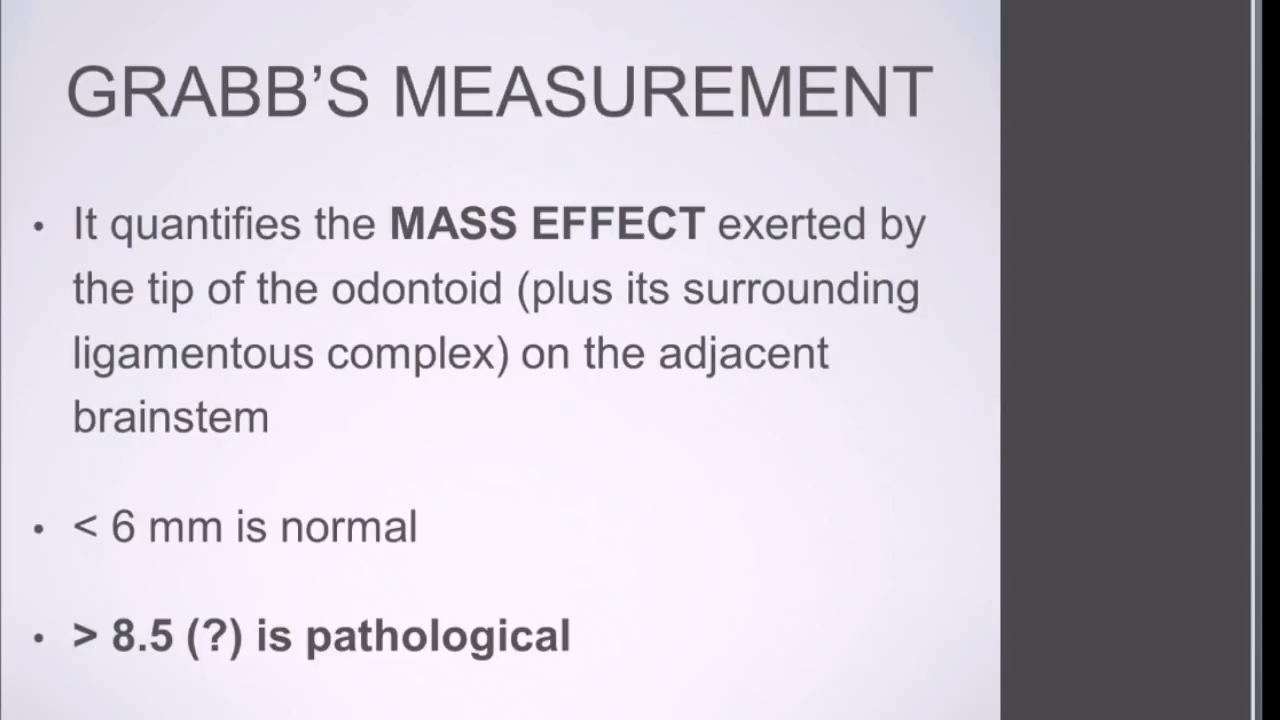 GRABB’S MEASUREMENT
• It quantifies the MASS EFFECT exerted by
the tip of the odontoid (plus its surrounding
ligamentous complex) on the adjacent
brainstem
• < 6 mm is normal
• > 8.5 (?) is pathological